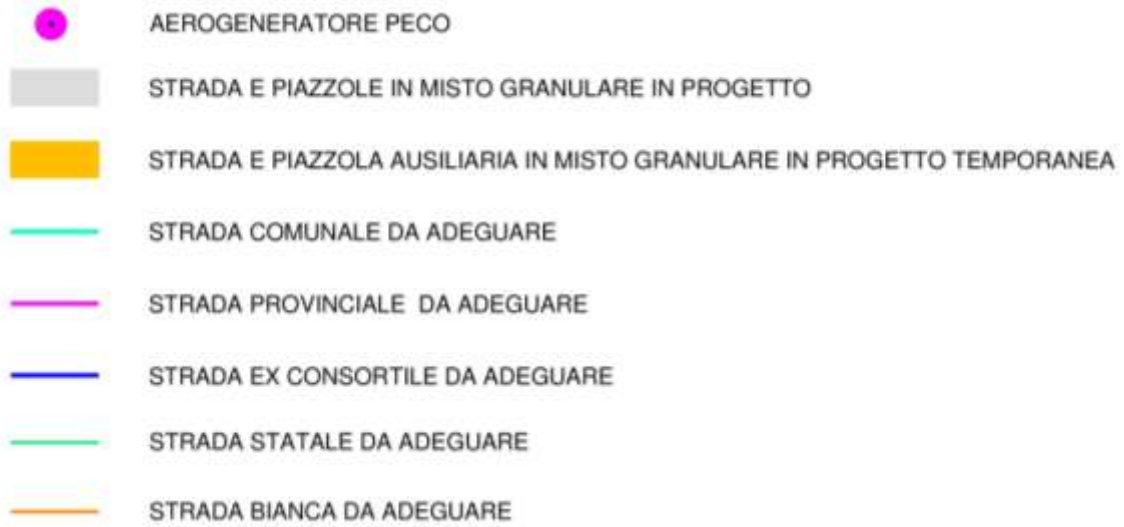 AEROGENERATORE PECO
STRADA E PIAZZOLE IN MISTO GRANULARE IN PROGETTO
STRADA E PIAZZOLA AUSILIARIA IN MISTO GRANULARE IN PROGETTO TEMPORANEA
STRADA COMUNALE DA ADEGUARE
STRADA PROVINCIALE DA ADEGUARE
STRADA EX CONSORTILE DA ADEGUARE
STRADA STATALE DA ADEGUARE
STRADA BIANCA DA ADEGUARE